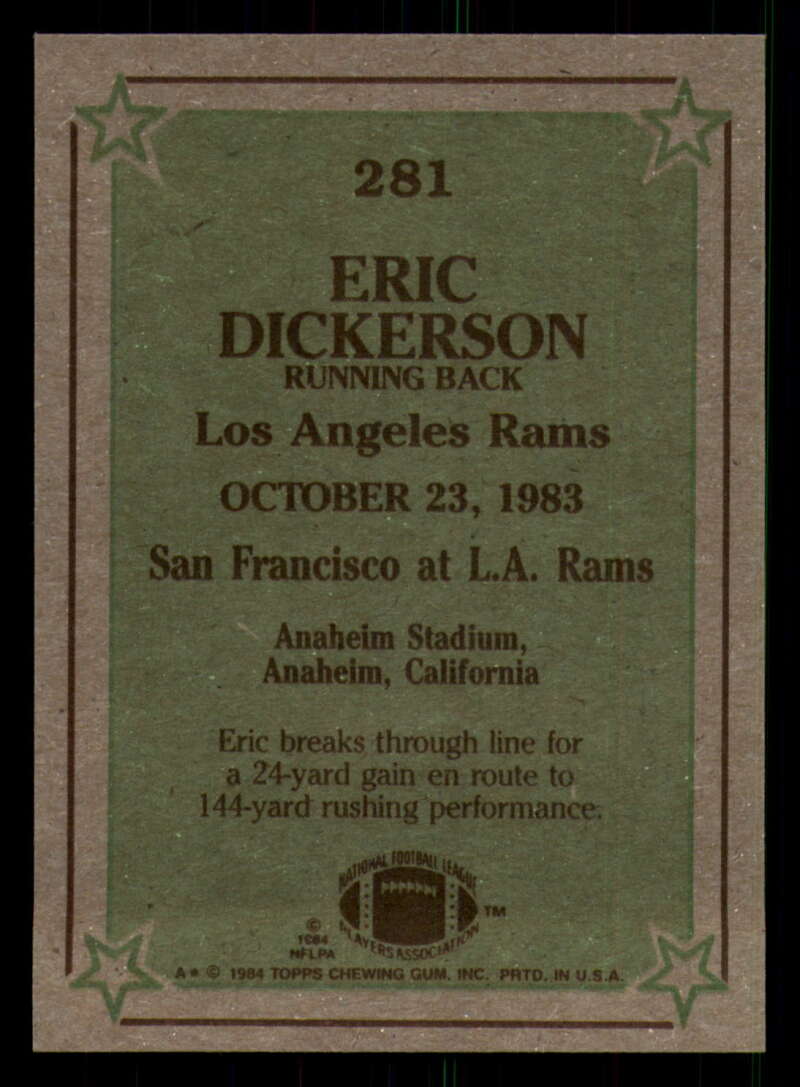 281
ERIC
DICKERSON
RUNNING BACK
Los Angeles Rams
OCTOBER 23, 1983
San Francisco at L.A. Rams
Anaheim Stadium,
Anaheim, California
Eric breaks through line for
a 24-yard gain en route to
144-yard rushing performance.
NATIONAL FOOTBALL LEAGUE
PLAYERS ASSOCIATION
TM
©
1984
NFLPA
A* © 1984 TOPPS CHEWING GUM, INC. PRTD. IN U.S.A.